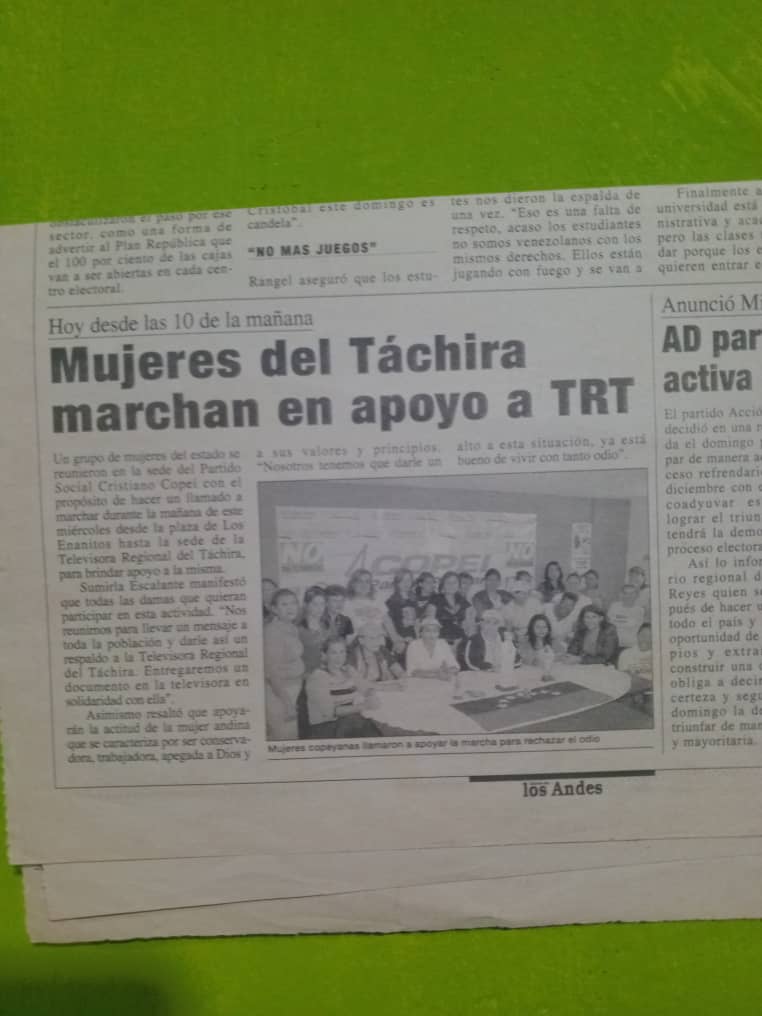 obstaculizaron el paso por ese
sector, como una forma de
advertir al Plan República que
el 100 por ciento de las cajas
van a ser abiertas en cada cen-
tro electoral.
Cristóbal este domingo es
candela".
"NO MAS JUEGOS"
Rangel aseguró que los estu-
tes nos dieron la espalda de
una vez. "Eso es una falta de
respeto, acaso los estudiantes
no somos venezolanos con los
mismos derechos. Ellos están
jugando con fuego y se van a
Finalmente a
universidad está
nistrativa y aca
pero las clases
dar porque los e
quieren entrar e
Hoy desde las 10 de la mañana
Mujeres del Táchira
marchan en apoyo a TRT
Un grupo de mujeres del estado se
reunieron en la sede del Partido
Social Cristiano Copei con el
propósito de hacer un llamado a
marchar durante la mañana de este
miércoles desde la plaza de Los
Enanitos hasta la sede de la
Televisora Regional del Táchira,
para brindar apoyo a la misma.
Sumirla Escalante manifestó
que todas las damas que quieran
participar en esta actividad. "Nos
reunimos para llevar un mensaje a
toda la población y darle así un
respaldo a la Televisora Regional
del Táchira. Entregaremos un
documento en la televisora en
solidaridad con ella".
Asimismo resaltó que apoya-
rán la actitud de la mujer andina
que se caracteriza por ser conserva-
dora, trabajadora, apegada a Dios y
a sus valores y principios.
"Nosotros tenemos que darle un
alto a esta situación, ya está
bueno de vivir con tanto odio".
NO
COPEI
NO
Mujeres copeyanas llamaron a apoyar la marcha para rechazar el odio
los Andes
Anunció Mi
AD par
activa
El partido Acció
decidió en una r
da el domingo
par de manera a
ceso refrendari
diciembre con
coadyuvar es
lograr el triun
tendrá la demo
proceso electora
Así lo infor
rio regional d
Reyes quien s
pués de hacer u
todo el país y
oportunidad de
pios y extra
construir una
obliga a deci
certeza y segu
domingo la d
triunfar de man
y mayoritaria.